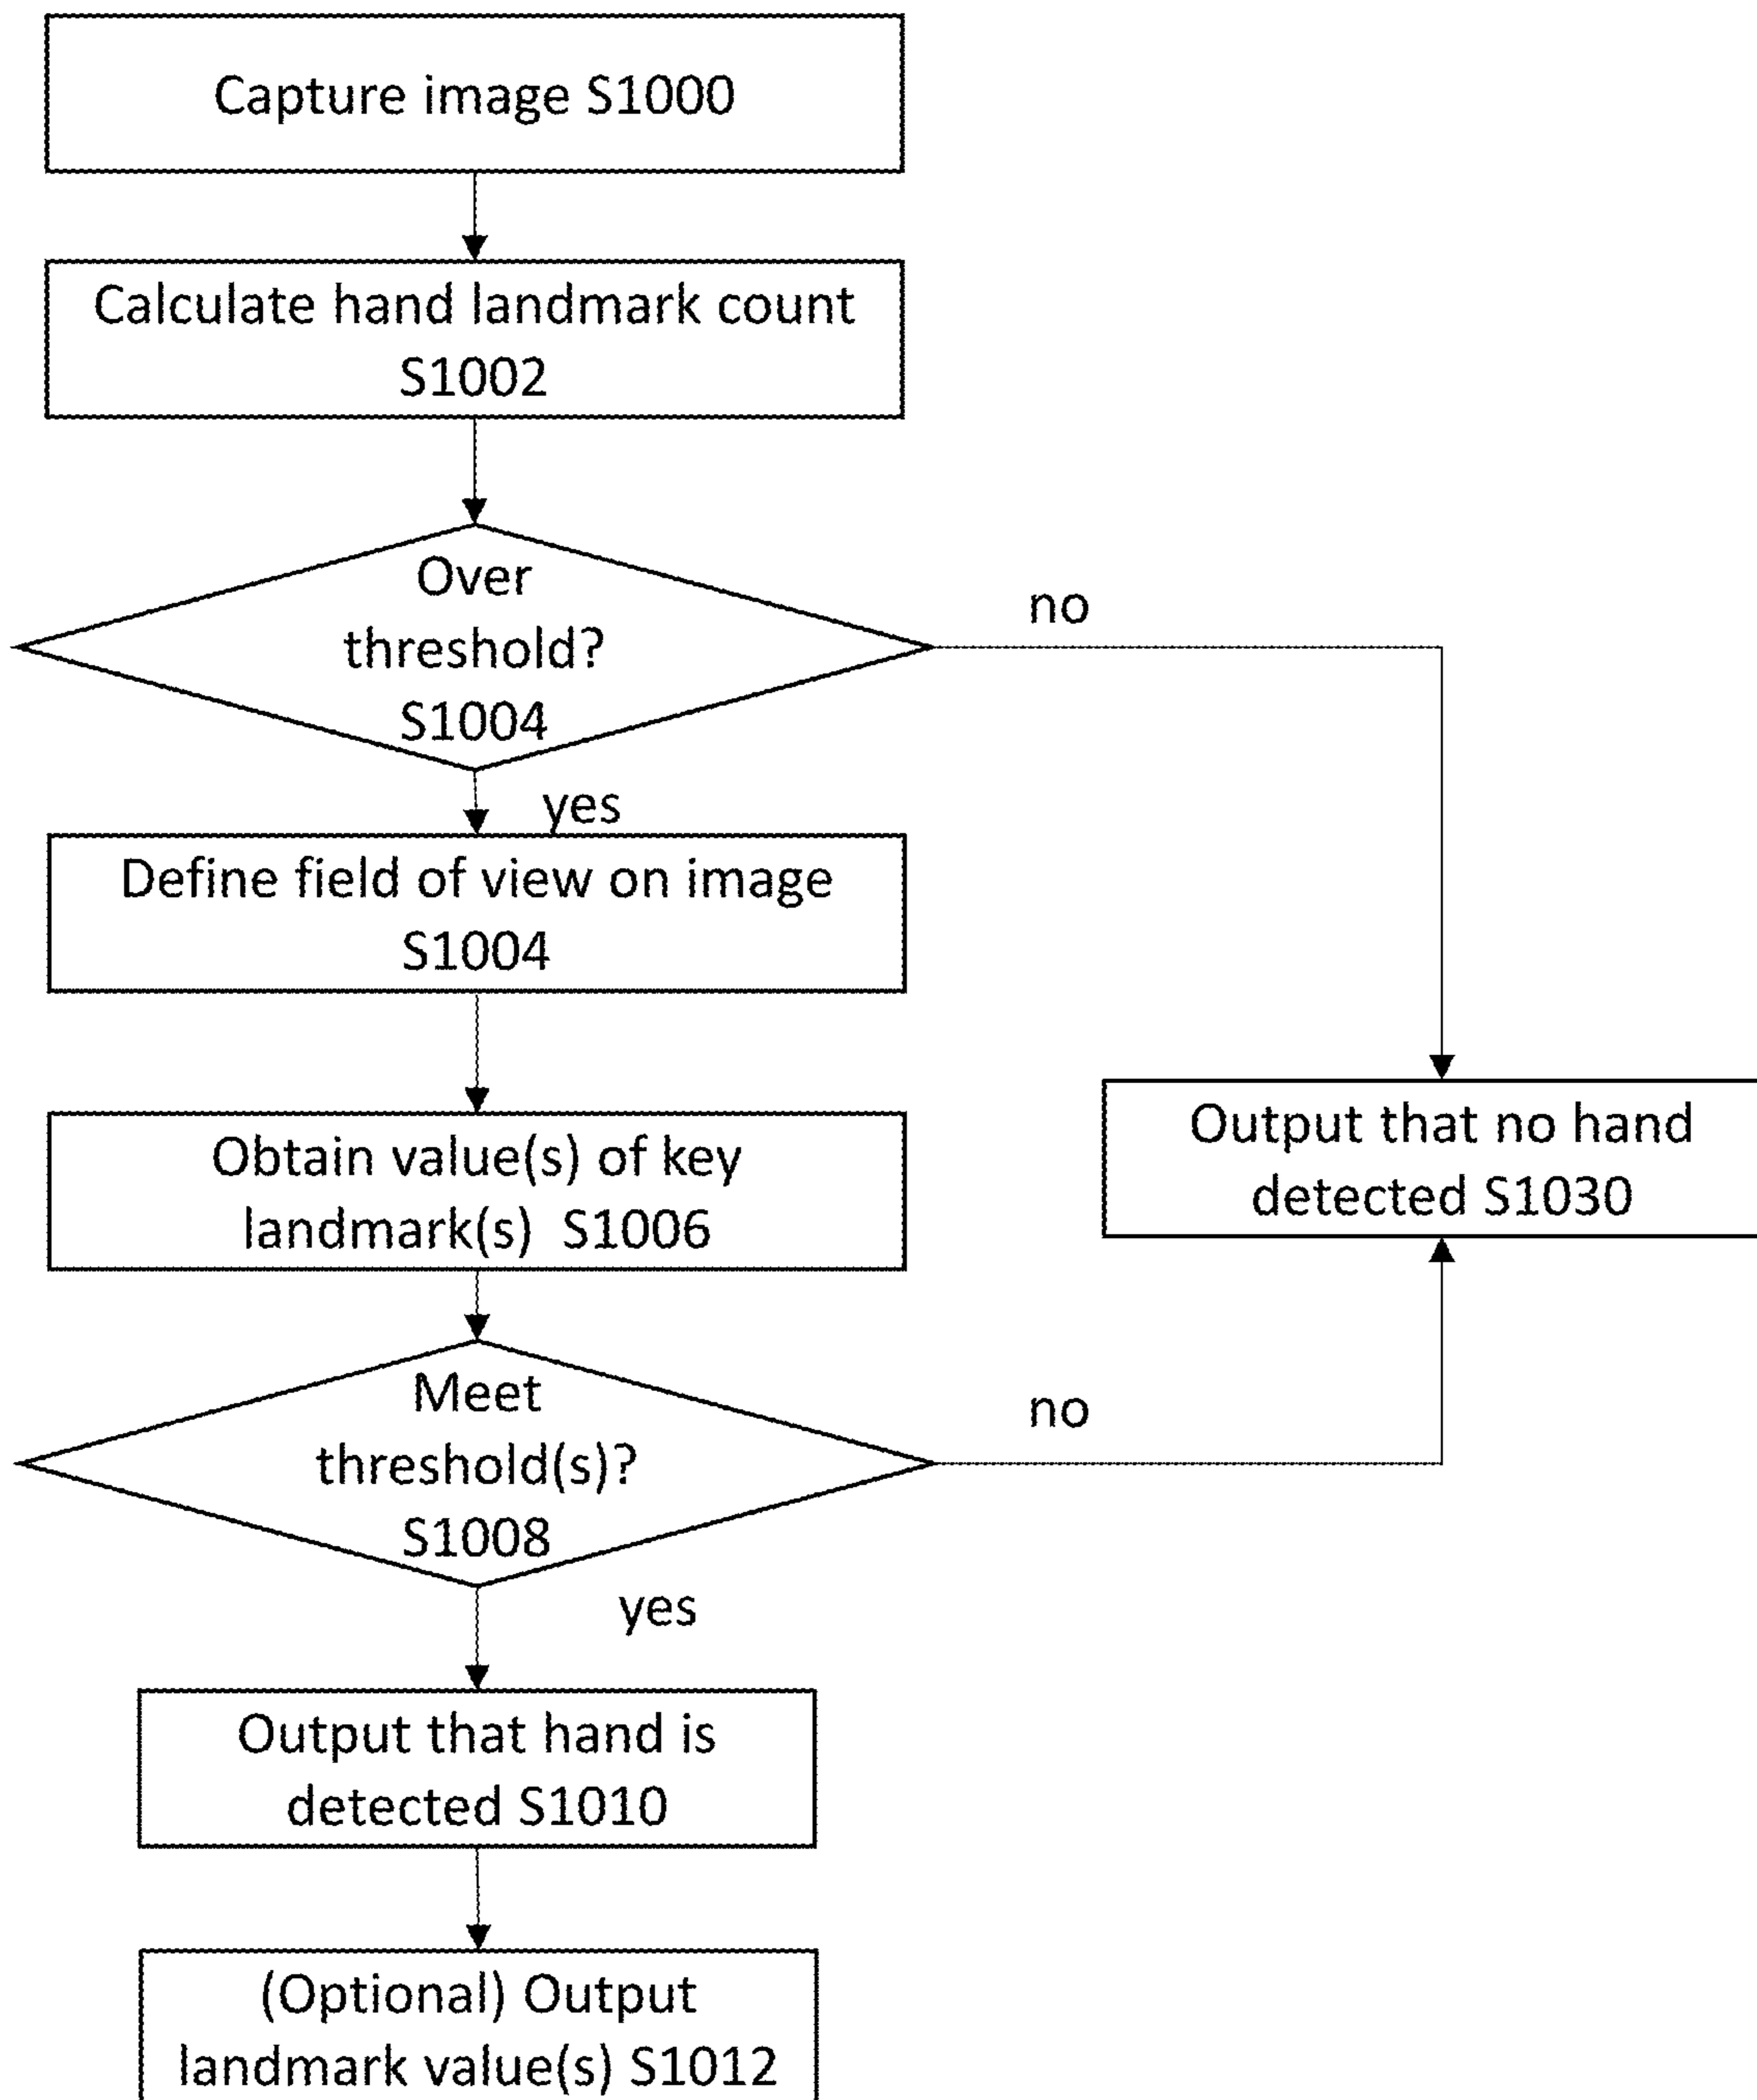 Capture image S1000
Calculate hand landmark count
S1002
Over
threshold?
S1004
no
yes
Define field of view on image
S1004
Obtain value(s) of key
landmark(s) S1006
Output that no hand
detected S1030
Meet
threshold(s)?
S1008
no
yes
Output that hand is
detected S1010
(Optional) Output
landmark value(s) S1012